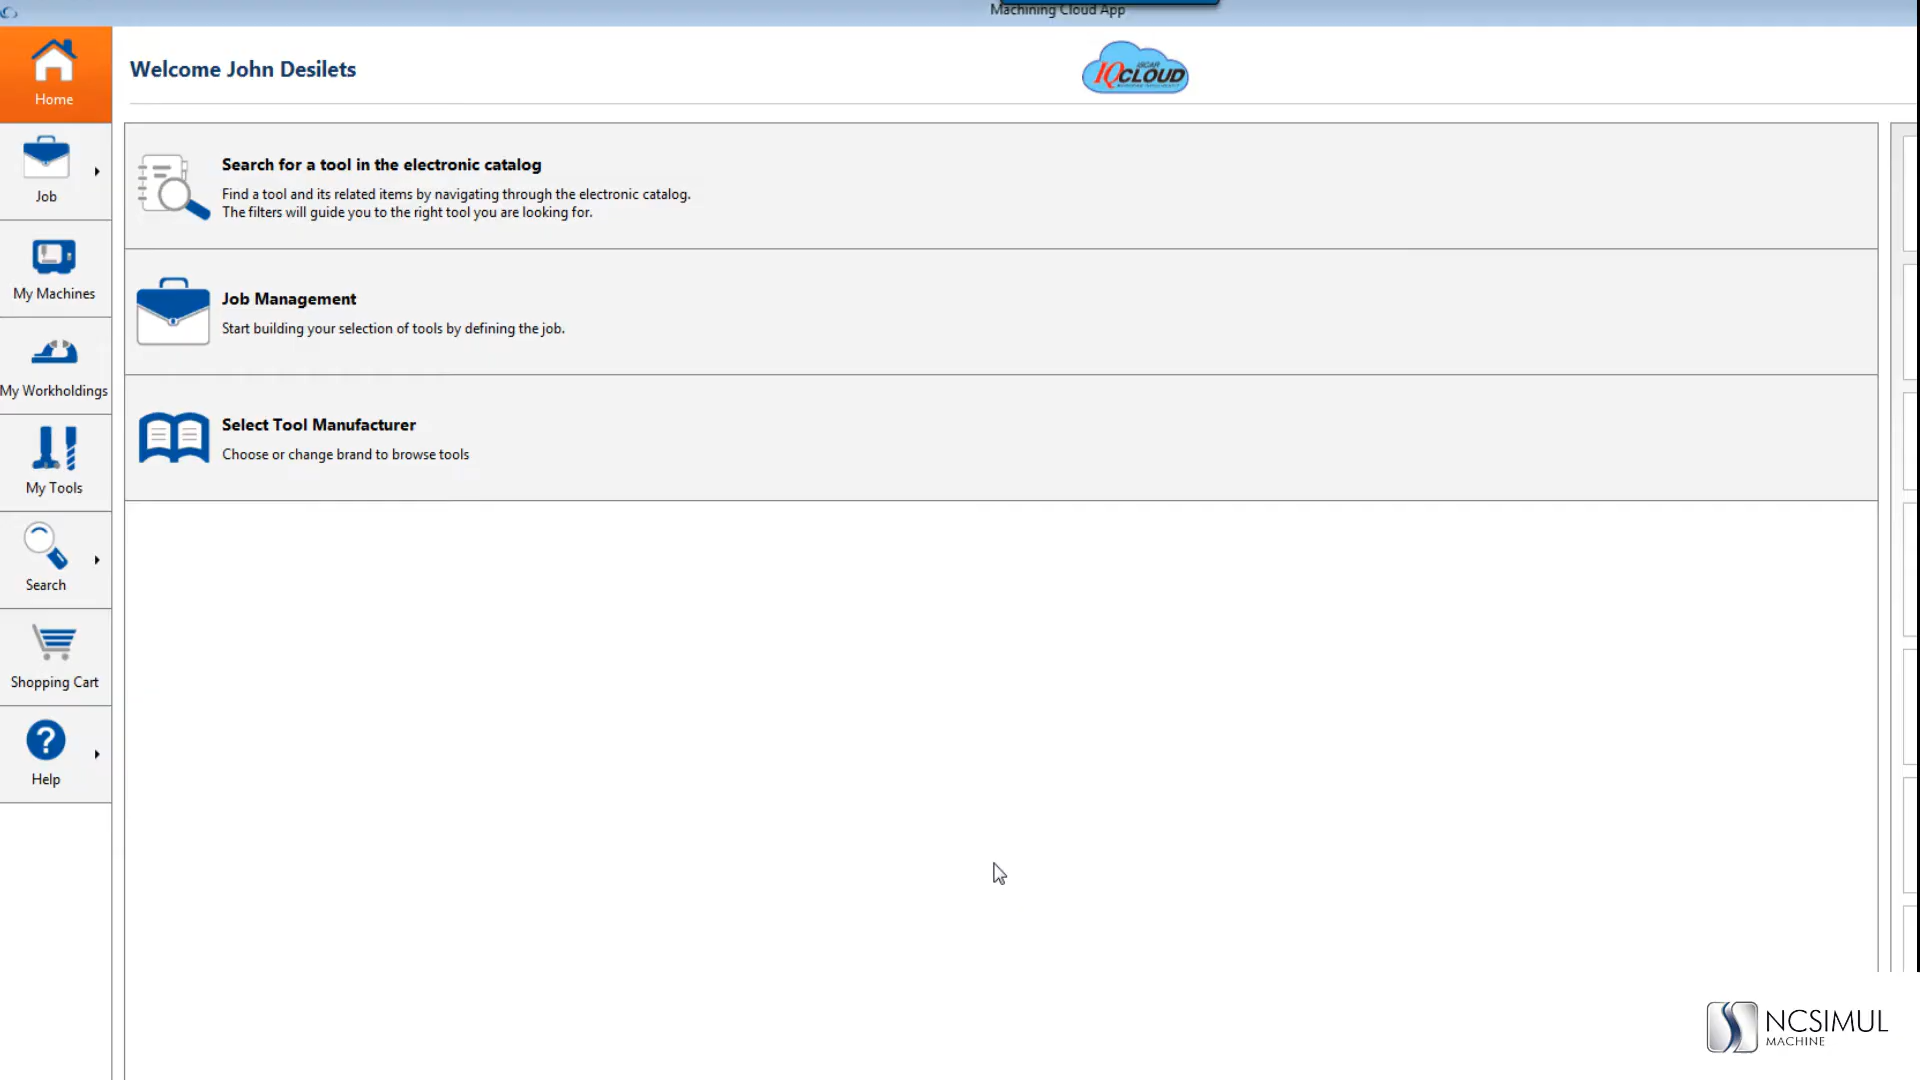 Machining Cloud App
Home
Welcome John Desilets
ISCAR
IQCLOUD
Job
My Machines
My Workholdings
My Tools
Search
Shopping Cart
Help
Search for a tool in the electronic catalog
Find a tool and its related items by navigating through the electronic catalog.
The filters will guide you to the right tool you are looking for.
Job Management
Start building your selection of tools by defining the job.
Select Tool Manufacturer
Choose or change brand to browse tools
NCSIMUL
MACHINE